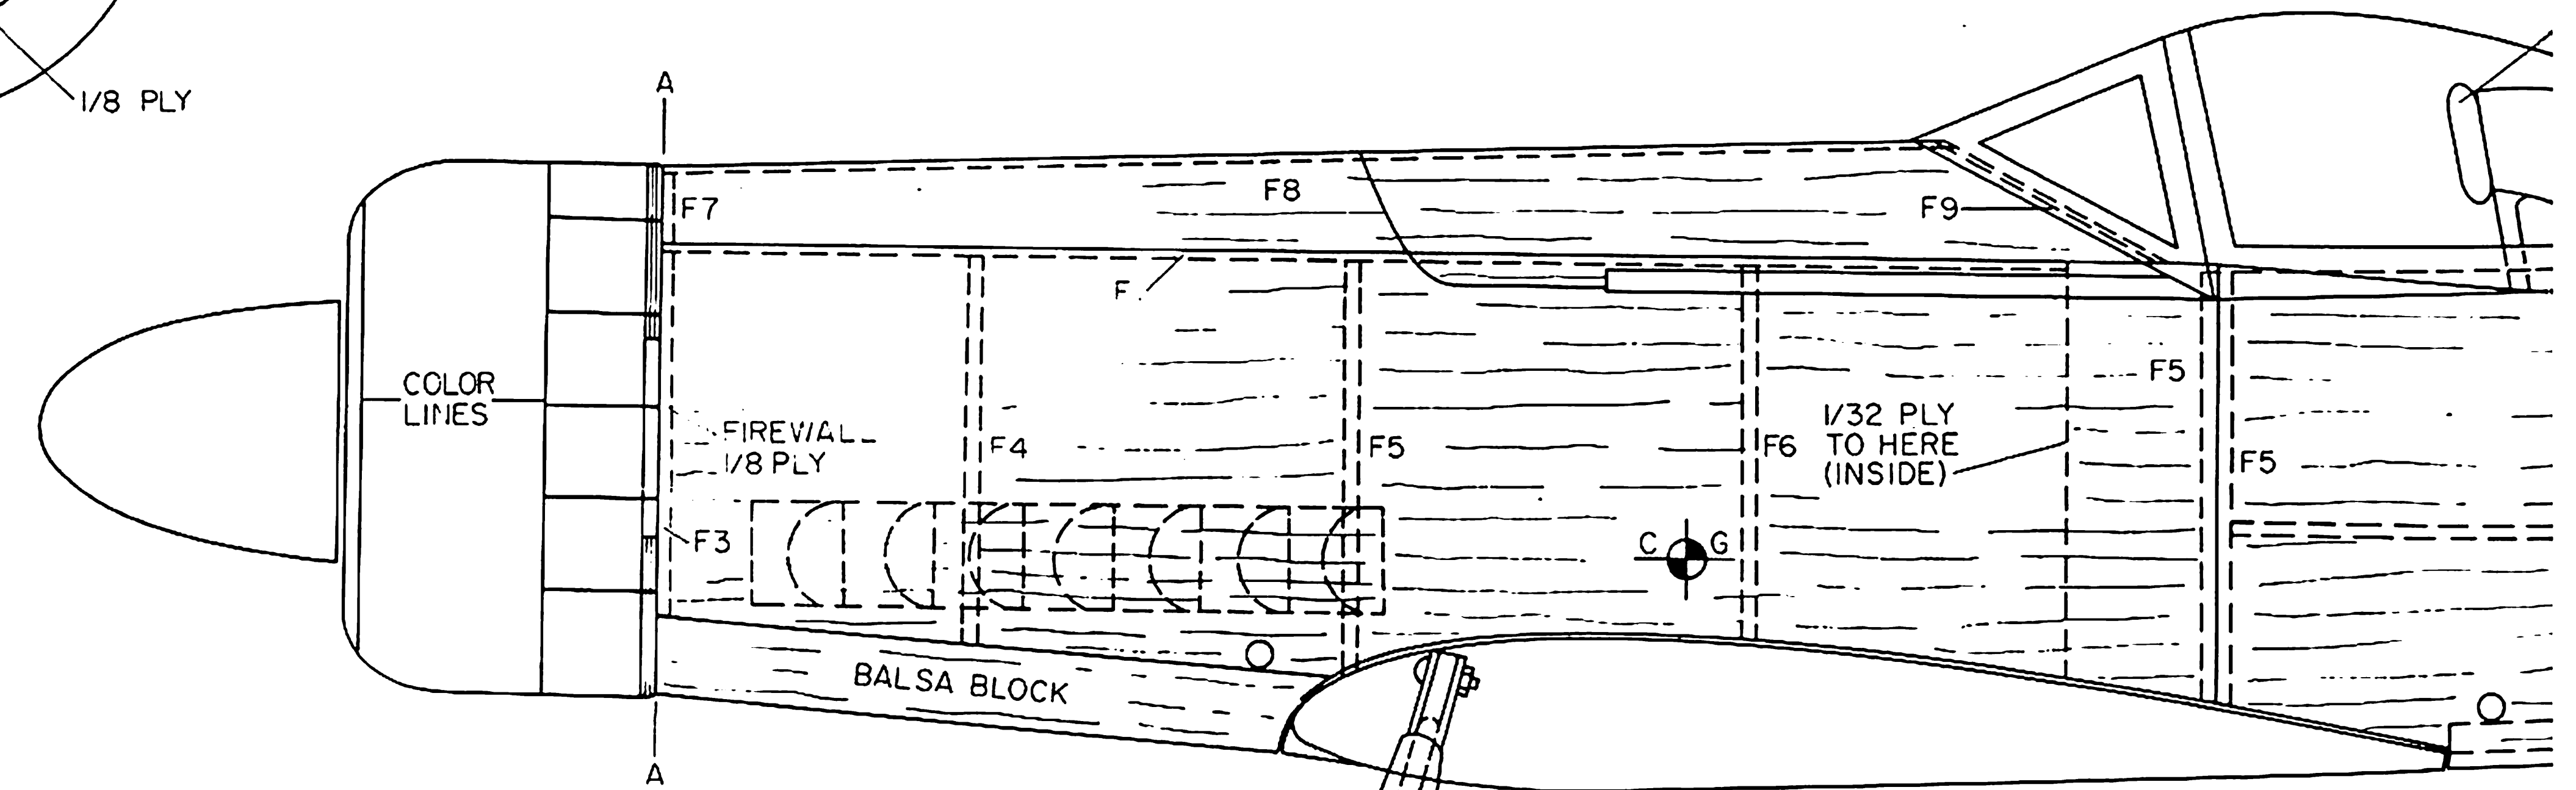 1/8 PLY
A
F7
F8
F9
F.
COLOR
LINES
FIREWALL
1/8 PLY
F4
F5
F6
1/32 PLY
TO HERE
(INSIDE)
F5
F5
F3
C G
BALSA BLOCK
A